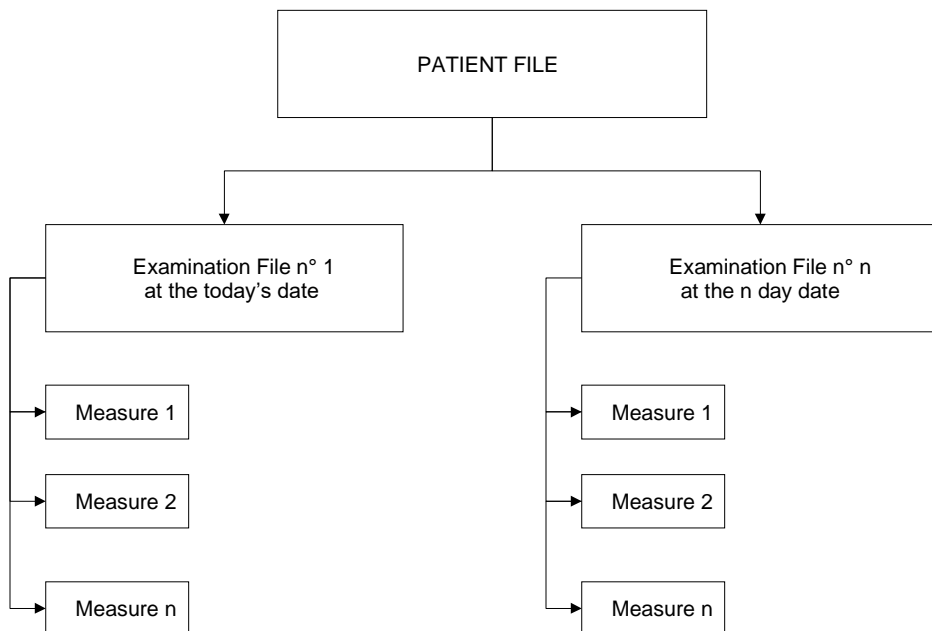 PATIENT FILE
Examination File n° 1
at the today’s date
Examination File n° n
at the n day date
Measure 1
Measure 2
Measure n
Measure 1
Measure 2
Measure n